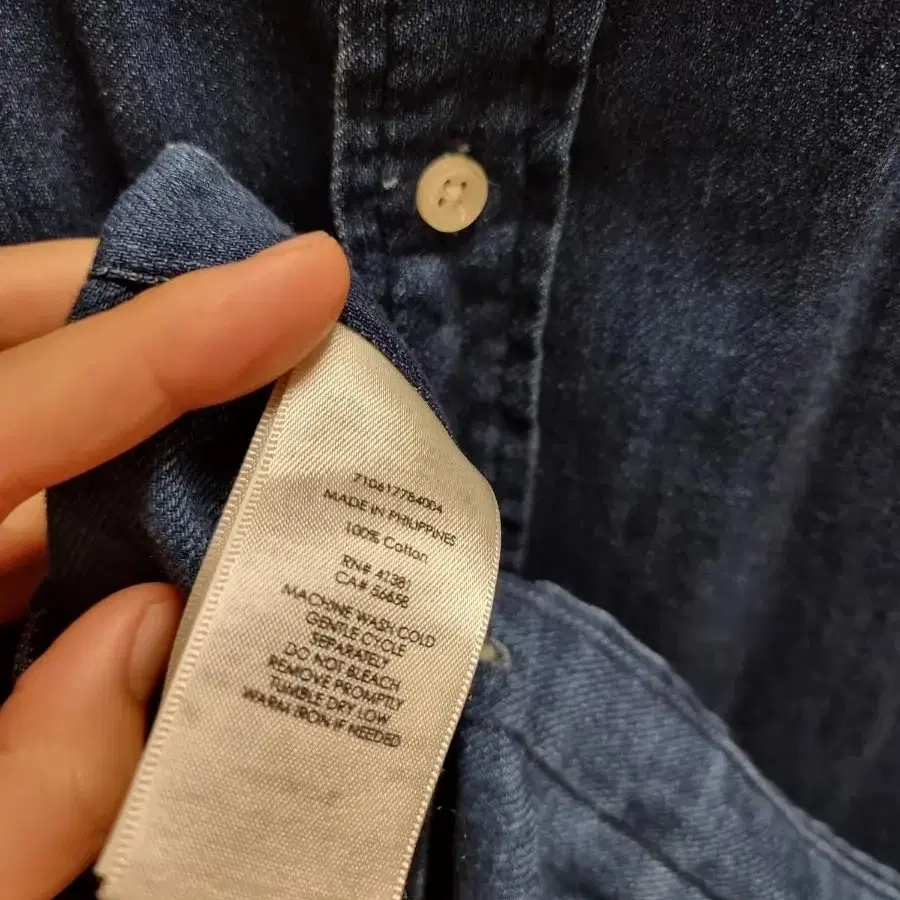 710617784004
MADE IN PHILIPPINES
100% Cotton
RN# 41381
CA# 56658
MACHINE WASH COLD
GENTLE CYCLE
SEPARATELY
DO NOT BLEACH
REMOVE PROMPTLY
TUMBLE DRY LOW
WARM IRON IF NEEDED